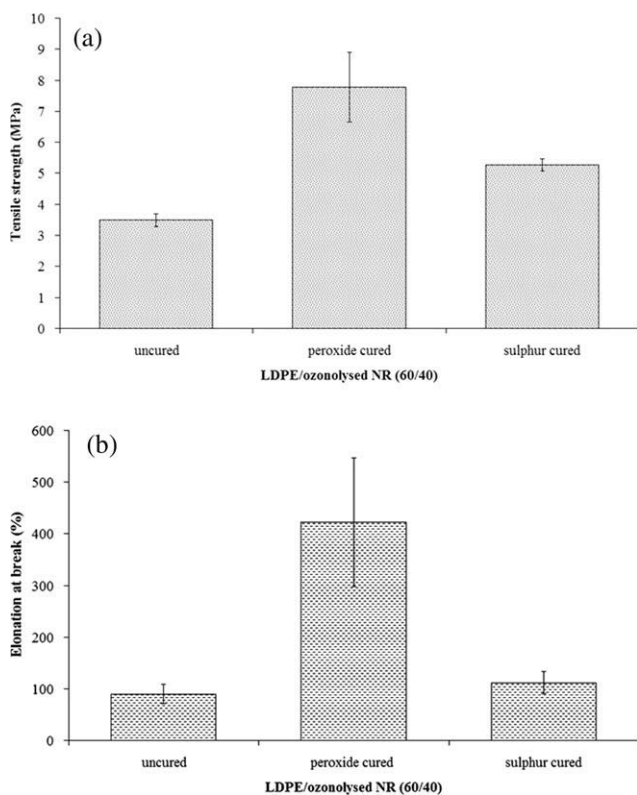 (a)
Tensile strength (MPa)
10
9
8
7
6
5
4
3
2
1
0
uncured peroxide cured sulphur cured
LDPE/ozonolysed NR (60/40)
(b)
Elonation at break (%)
600
500
400
300
200
100
0
uncured peroxide cured sulphur cured
LDPE/ozonolysed NR (60/40)